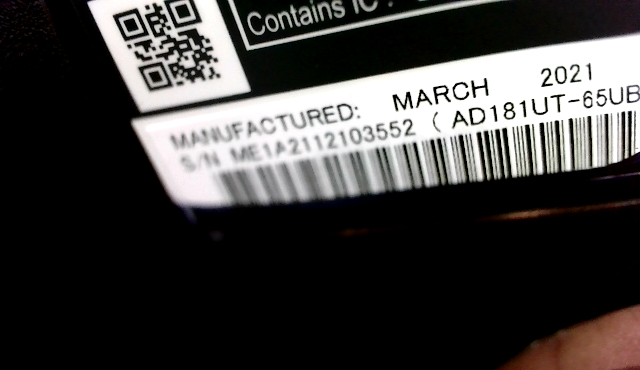 Contains IC :
MANUFACTURED: MARCH 2021
S/N ME1A2112103552 ( AD181UT-65UB